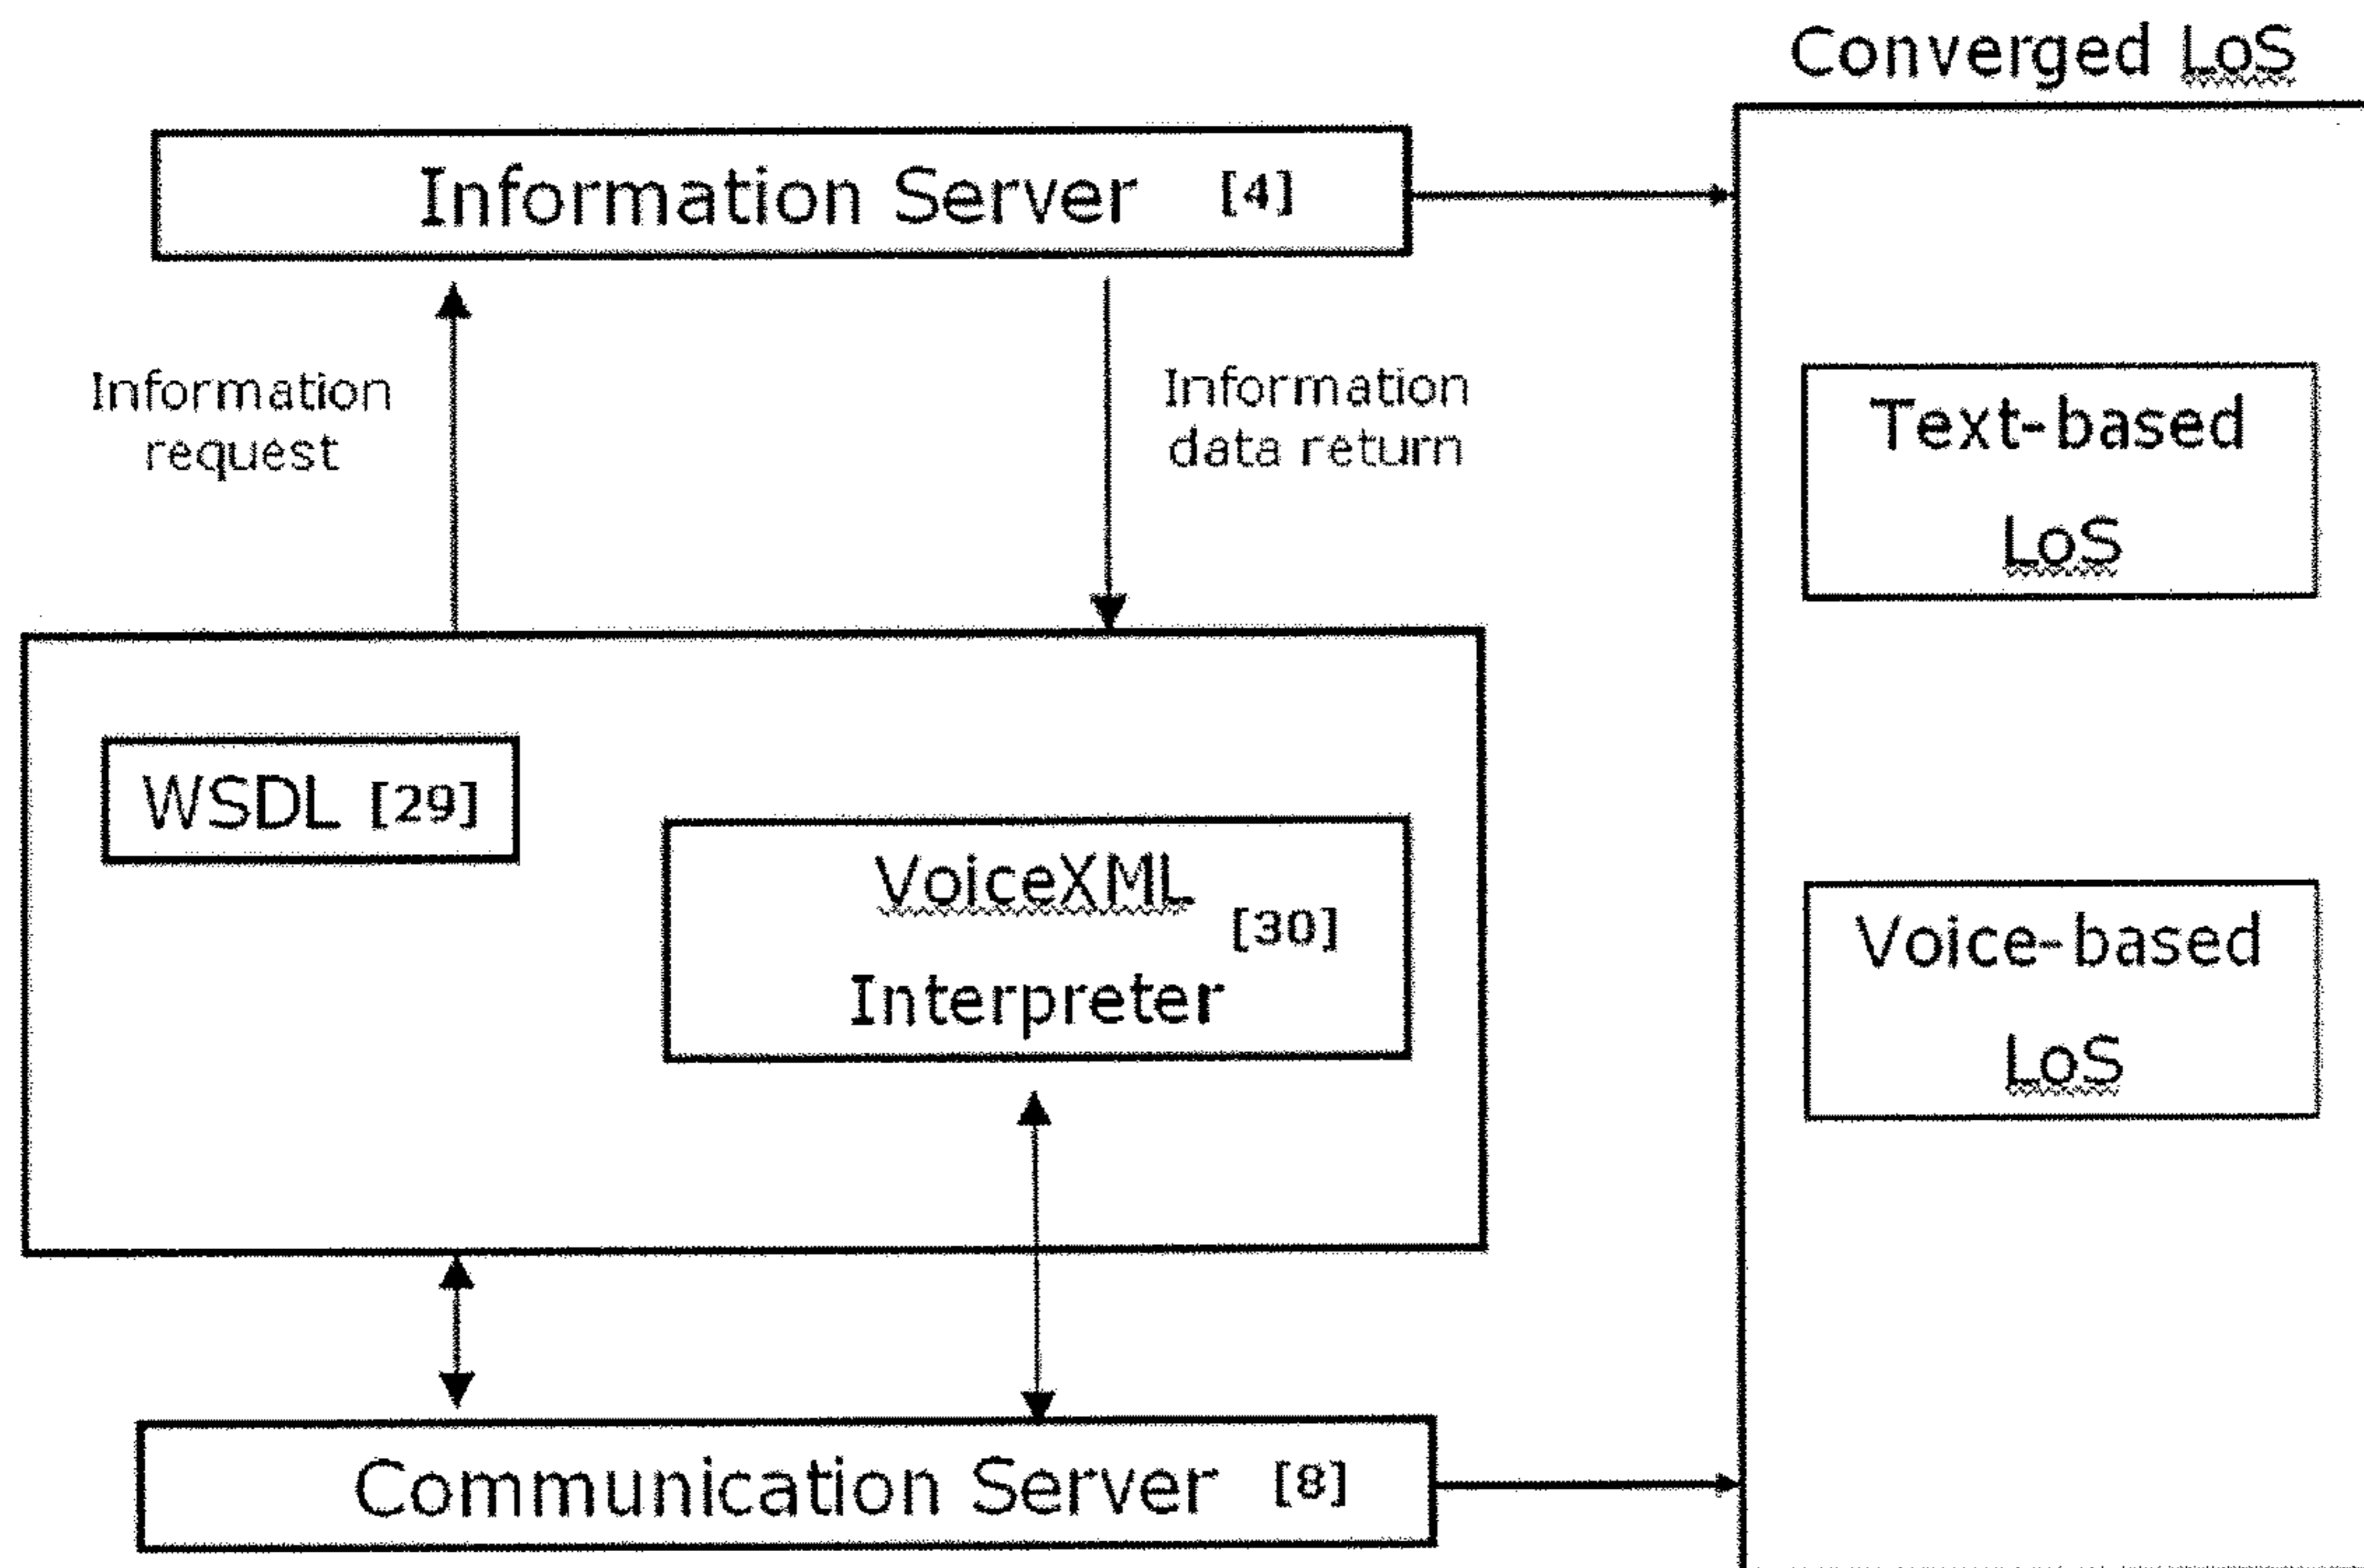 Converged LoS
Information Server [4]
Information
request
Information
data return
Text-based
LoS
WSDL [29]
VoiceXML
[30]
Interpreter
Voice-based
LoS
Communication Server [8]